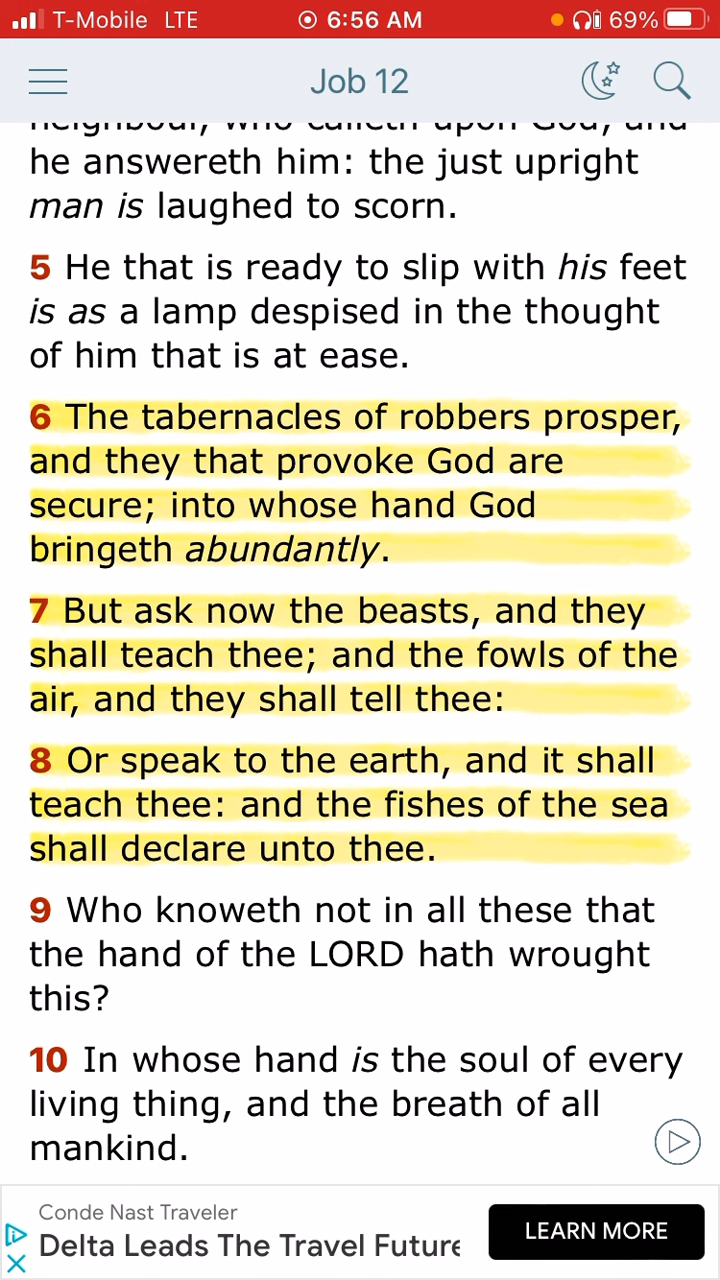 T-Mobile LTE 6:56 AM 69%
Job 12
neighbour, who calleth upon God, and
he answereth him: the just upright
man is laughed to scorn.
5 He that is ready to slip with his feet
is as a lamp despised in the thought
of him that is at ease.
6 The tabernacles of robbers prosper,
and they that provoke God are
secure; into whose hand God
bringeth abundantly.
7 But ask now the beasts, and they
shall teach thee; and the fowls of the
air, and they shall tell thee:
8 Or speak to the earth, and it shall
teach thee: and the fishes of the sea
shall declare unto thee.
9 Who knoweth not in all these that
the hand of the LORD hath wrought
this?
10 In whose hand is the soul of every
living thing, and the breath of all
mankind.
Conde Nast Traveler
Delta Leads The Travel Future
LEARN MORE